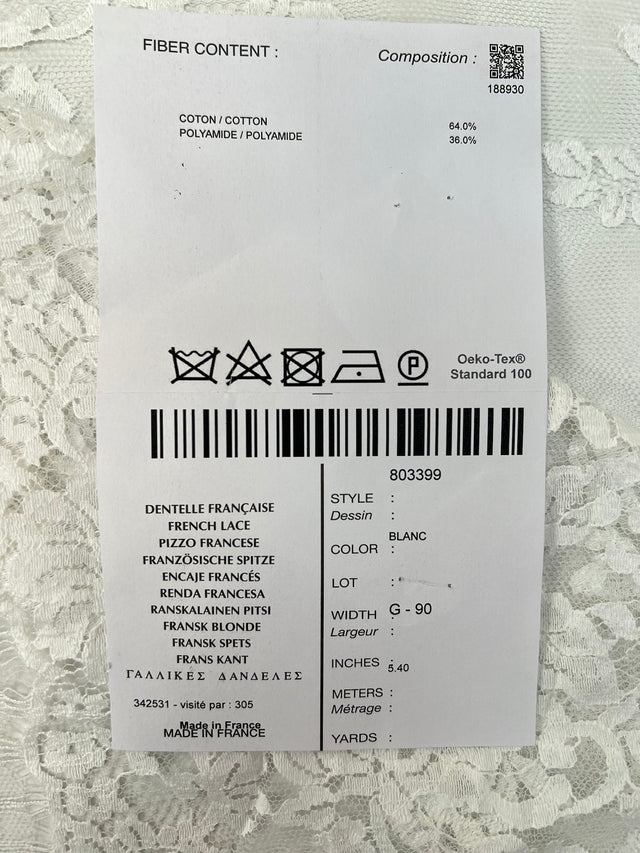 FIBER CONTENT :
Composition :
188930
COTON / COTTON 64.0%
POLYAMIDE / POLYAMIDE 36.0%
P
Oeko-Tex®
Standard 100
803399
DENTELLE FRANÇAISE
FRENCH LACE
PIZZO FRANCESE
FRANZÖSISCHE SPITZE
ENCAJE FRANCÉS
RENDA FRANCESA
RANSKALAINEN PITSI
FRANSK BLONDE
FRANSK SPETS
FRANS KANT
ΓΑΛΛΙΚΕΣ ΔΑΝΔΕΛΕΣ
342531 - visité par : 305
Made in France
MADE IN FRANCE
STYLE :
Dessin :
BLANC
COLOR :
LOT :
WIDTH : G - 90
Largeur :
INCHES : 5.40
METERS :
Métrage :
YARDS :